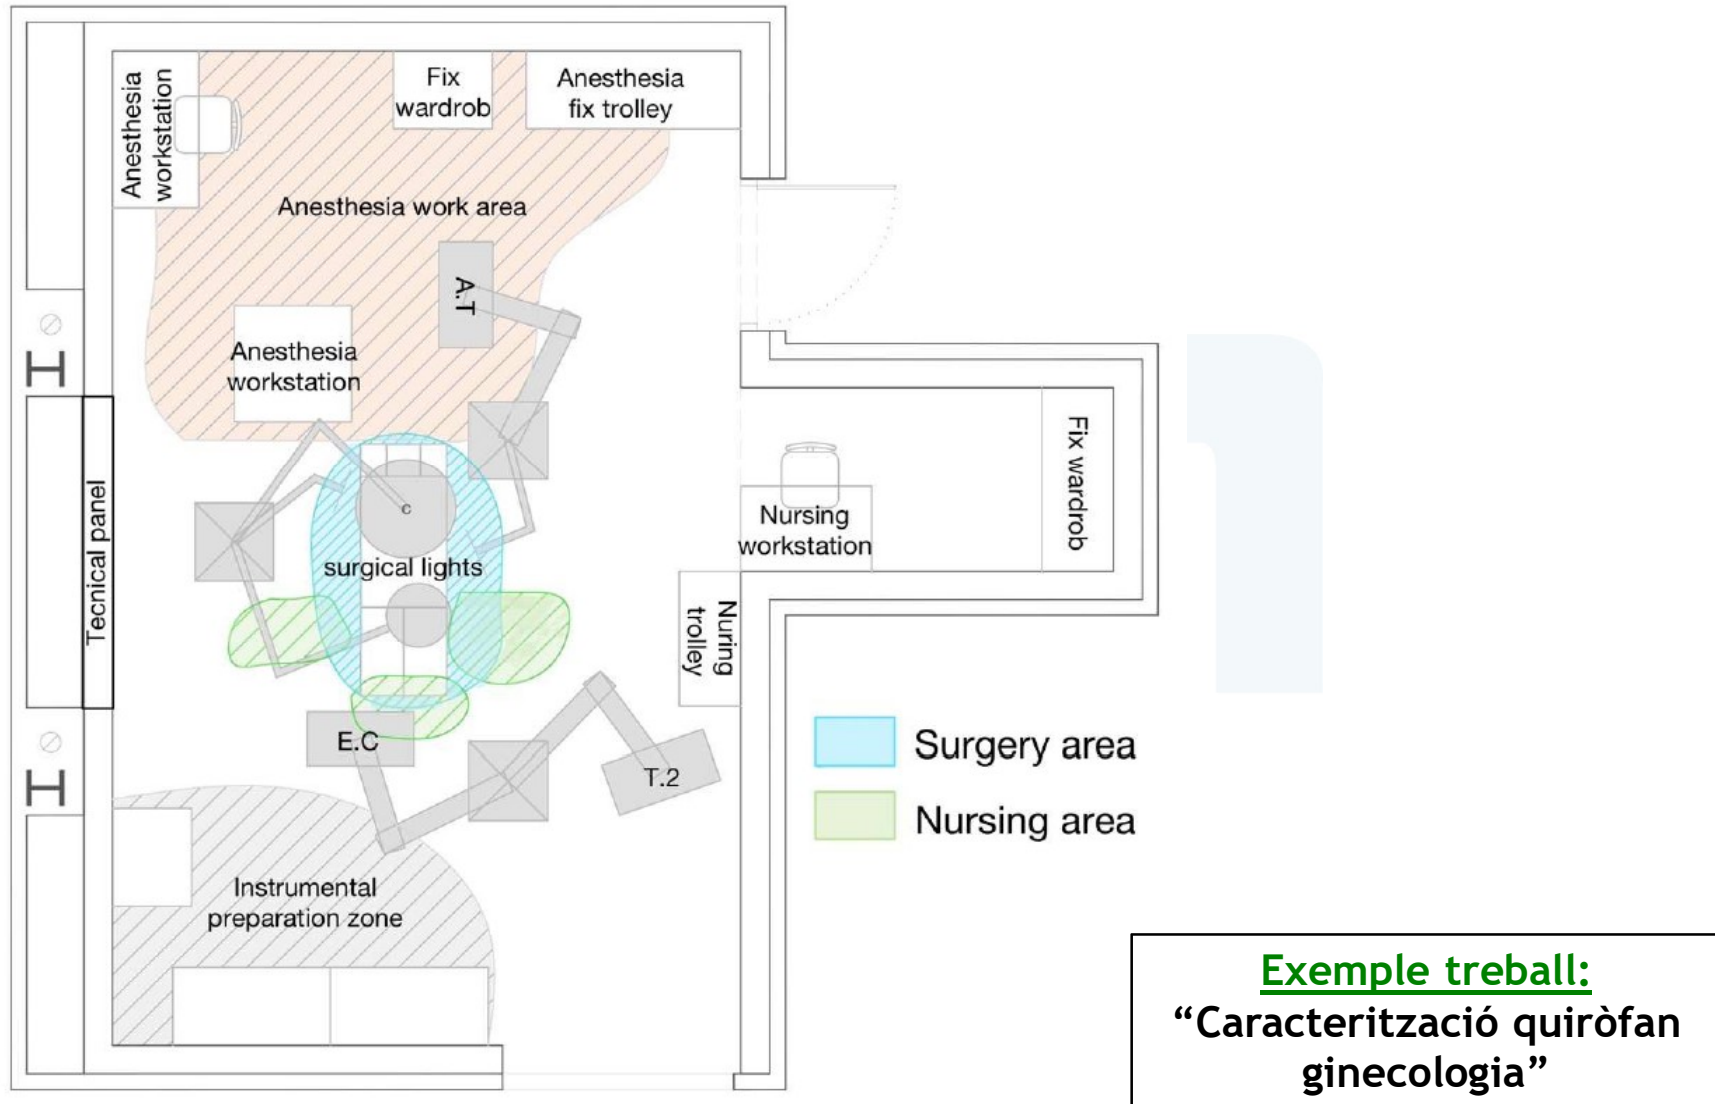 Anesthesia
workstation
Fix
wardrob
Anesthesia
fix trolley
Anesthesia work area
A.T
Anesthesia
workstation
H
Tecnical panel
c
surgical lights
Nursing
workstation
Fix wardrob
Nuring
trolley
E.C
T.2
H
Surgery area
Nursing area
Instrumental
preparation zone
Exemple treball:
“Caracterització quiròfan
ginecologia”